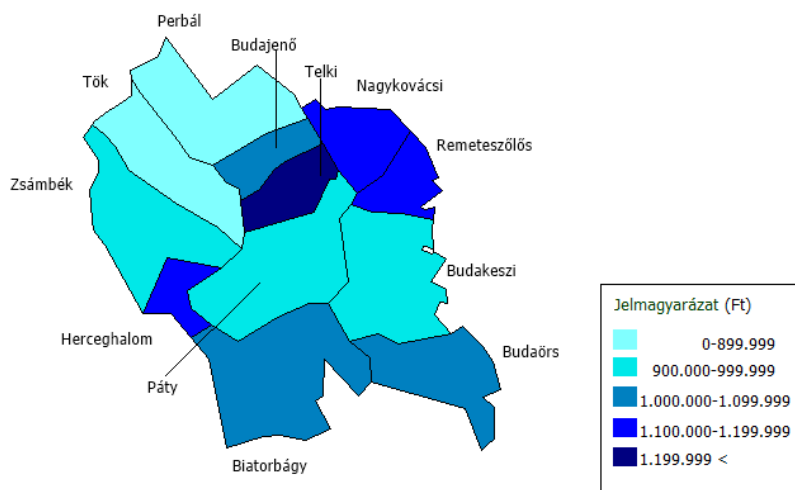 Perbál
Budajenő
Telki
Nagykovácsi
Tök
Remeteszőlős
Zsámbék
Budakeszi
Herceghalom
Budaörs
Páty
Biatorbágy
Jelmagyarázat (Ft)
0-899.999
900.000-999.999
1.000.000-1.099.999
1.100.000-1.199.999
1.199.999 <